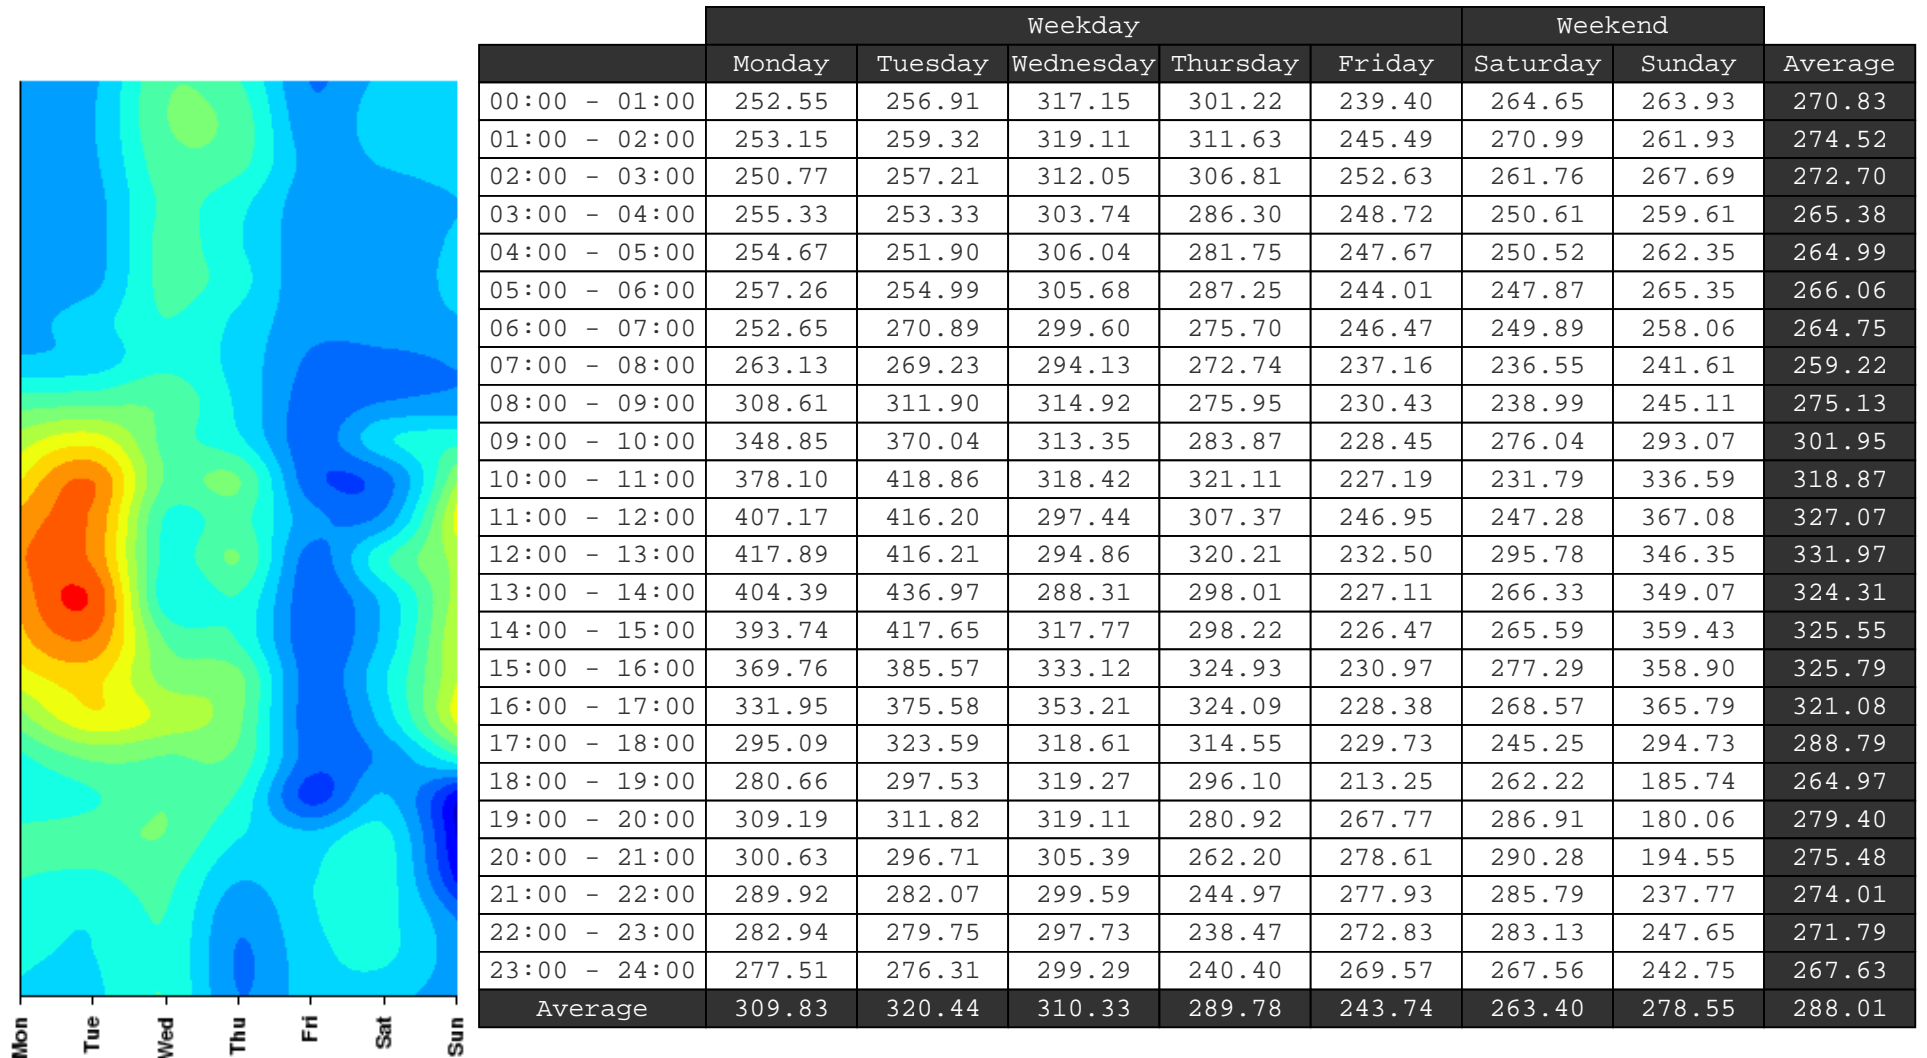 Weekday Weekend
Monday Tuesday Wednesday Thursday Friday Saturday Sunday Average
00:00 - 01:00 252.55 256.91 317.15 301.22 239.40 264.65 263.93 270.83
01:00 - 02:00 253.15 259.32 319.11 311.63 245.49 270.99 261.93 274.52
02:00 - 03:00 250.77 257.21 312.05 306.81 252.63 261.76 267.69 272.70
03:00 - 04:00 255.33 253.33 303.74 286.30 248.72 250.61 259.61 265.38
04:00 - 05:00 254.67 251.90 306.04 281.75 247.67 250.52 262.35 264.99
05:00 - 06:00 257.26 254.99 305.68 287.25 244.01 247.87 265.35 266.06
06:00 - 07:00 252.65 270.89 299.60 275.70 246.47 249.89 258.06 264.75
07:00 - 08:00 263.13 269.23 294.13 272.74 237.16 236.55 241.61 259.22
08:00 - 09:00 308.61 311.90 314.92 275.95 230.43 238.99 245.11 275.13
09:00 - 10:00 348.85 370.04 313.35 283.87 228.45 276.04 293.07 301.95
10:00 - 11:00 378.10 418.86 318.42 321.11 227.19 231.79 336.59 318.87
11:00 - 12:00 407.17 416.20 297.44 307.37 246.95 247.28 367.08 327.07
12:00 - 13:00 417.89 416.21 294.86 320.21 232.50 295.78 346.35 331.97
13:00 - 14:00 404.39 436.97 288.31 298.01 227.11 266.33 349.07 324.31
14:00 - 15:00 393.74 417.65 317.77 298.22 226.47 265.59 359.43 325.55
15:00 - 16:00 369.76 385.57 333.12 324.93 230.97 277.29 358.90 325.79
16:00 - 17:00 331.95 375.58 353.21 324.09 228.38 268.57 365.79 321.08
17:00 - 18:00 295.09 323.59 318.61 314.55 229.73 245.25 294.73 288.79
18:00 - 19:00 280.66 297.53 319.27 296.10 213.25 262.22 185.74 264.97
19:00 - 20:00 309.19 311.82 319.11 280.92 267.77 286.91 180.06 279.40
20:00 - 21:00 300.63 296.71 305.39 262.20 278.61 290.28 194.55 275.48
21:00 - 22:00 289.92 282.07 299.59 244.97 277.93 285.79 237.77 274.01
22:00 - 23:00 282.94 279.75 297.73 238.47 272.83 283.13 247.65 271.79
23:00 - 24:00 277.51 276.31 299.29 240.40 269.57 267.56 242.75 267.63
Average 309.83 320.44 310.33 289.78 243.74 263.40 278.55 288.01
Mon Tue Wed Thu Fri Sat Sun